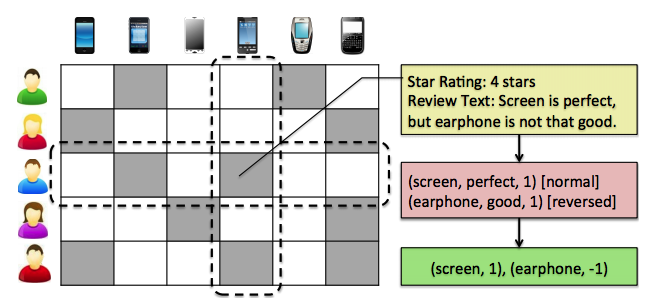 Star Rating: 4 stars
Review Text: Screen is perfect,
but earphone is not that good.
(screen, perfect, 1) [normal]
(earphone, good, 1) [reversed]
(screen, 1), (earphone, -1)